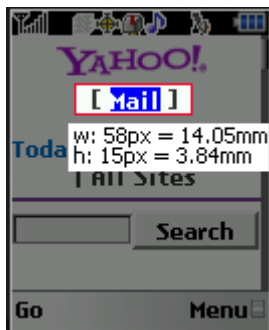 YAHOO!
[ Mail ]
w: 58px = 14.05mm
h: 15px = 3.84mm
Toda
| All Sites
Search
Go Menu